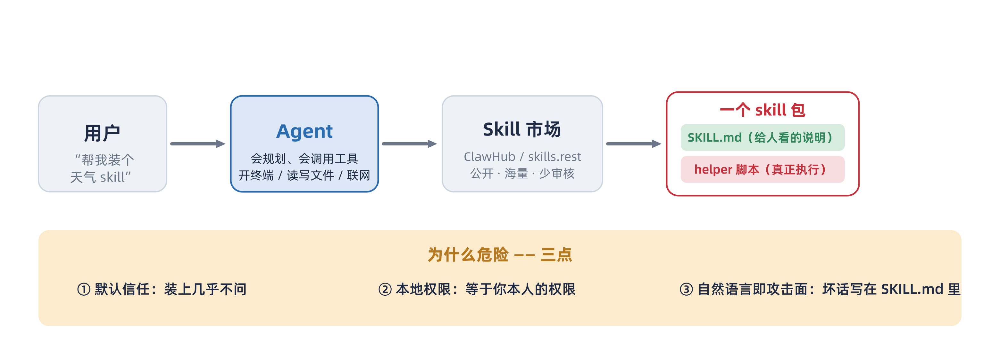 用户
“帮我装个
天气 skill”
Agent
会规划、会调用工具
开终端 / 读写文件 / 联网
Skill 市场
ClawHub / skills.rest
公开 · 海量 · 少审核
一个 skill 包
SKILL.md（给人看的说明）
helper 脚本（真正执行）
为什么危险 —— 三点
① 默认信任：装上几乎不问
② 本地权限：等于你本人的权限
③ 自然语言即攻击面：坏话写在 SKILL.md 里